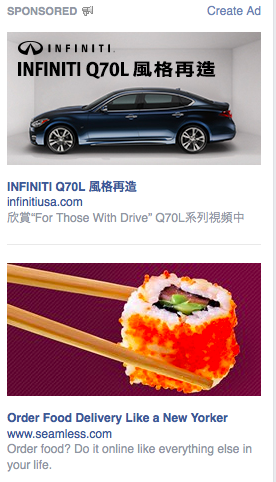 SPONSORED
Create Ad
INFINITI
INFINITI Q70L 風格再造
INFINITI Q70L 風格再造
infinitiusa.com
欣賞“For Those With Drive” Q70L系列視頻中
Order Food Delivery Like a New Yorker
www.seamless.com
Order food? Do it online like everything else in
your life.